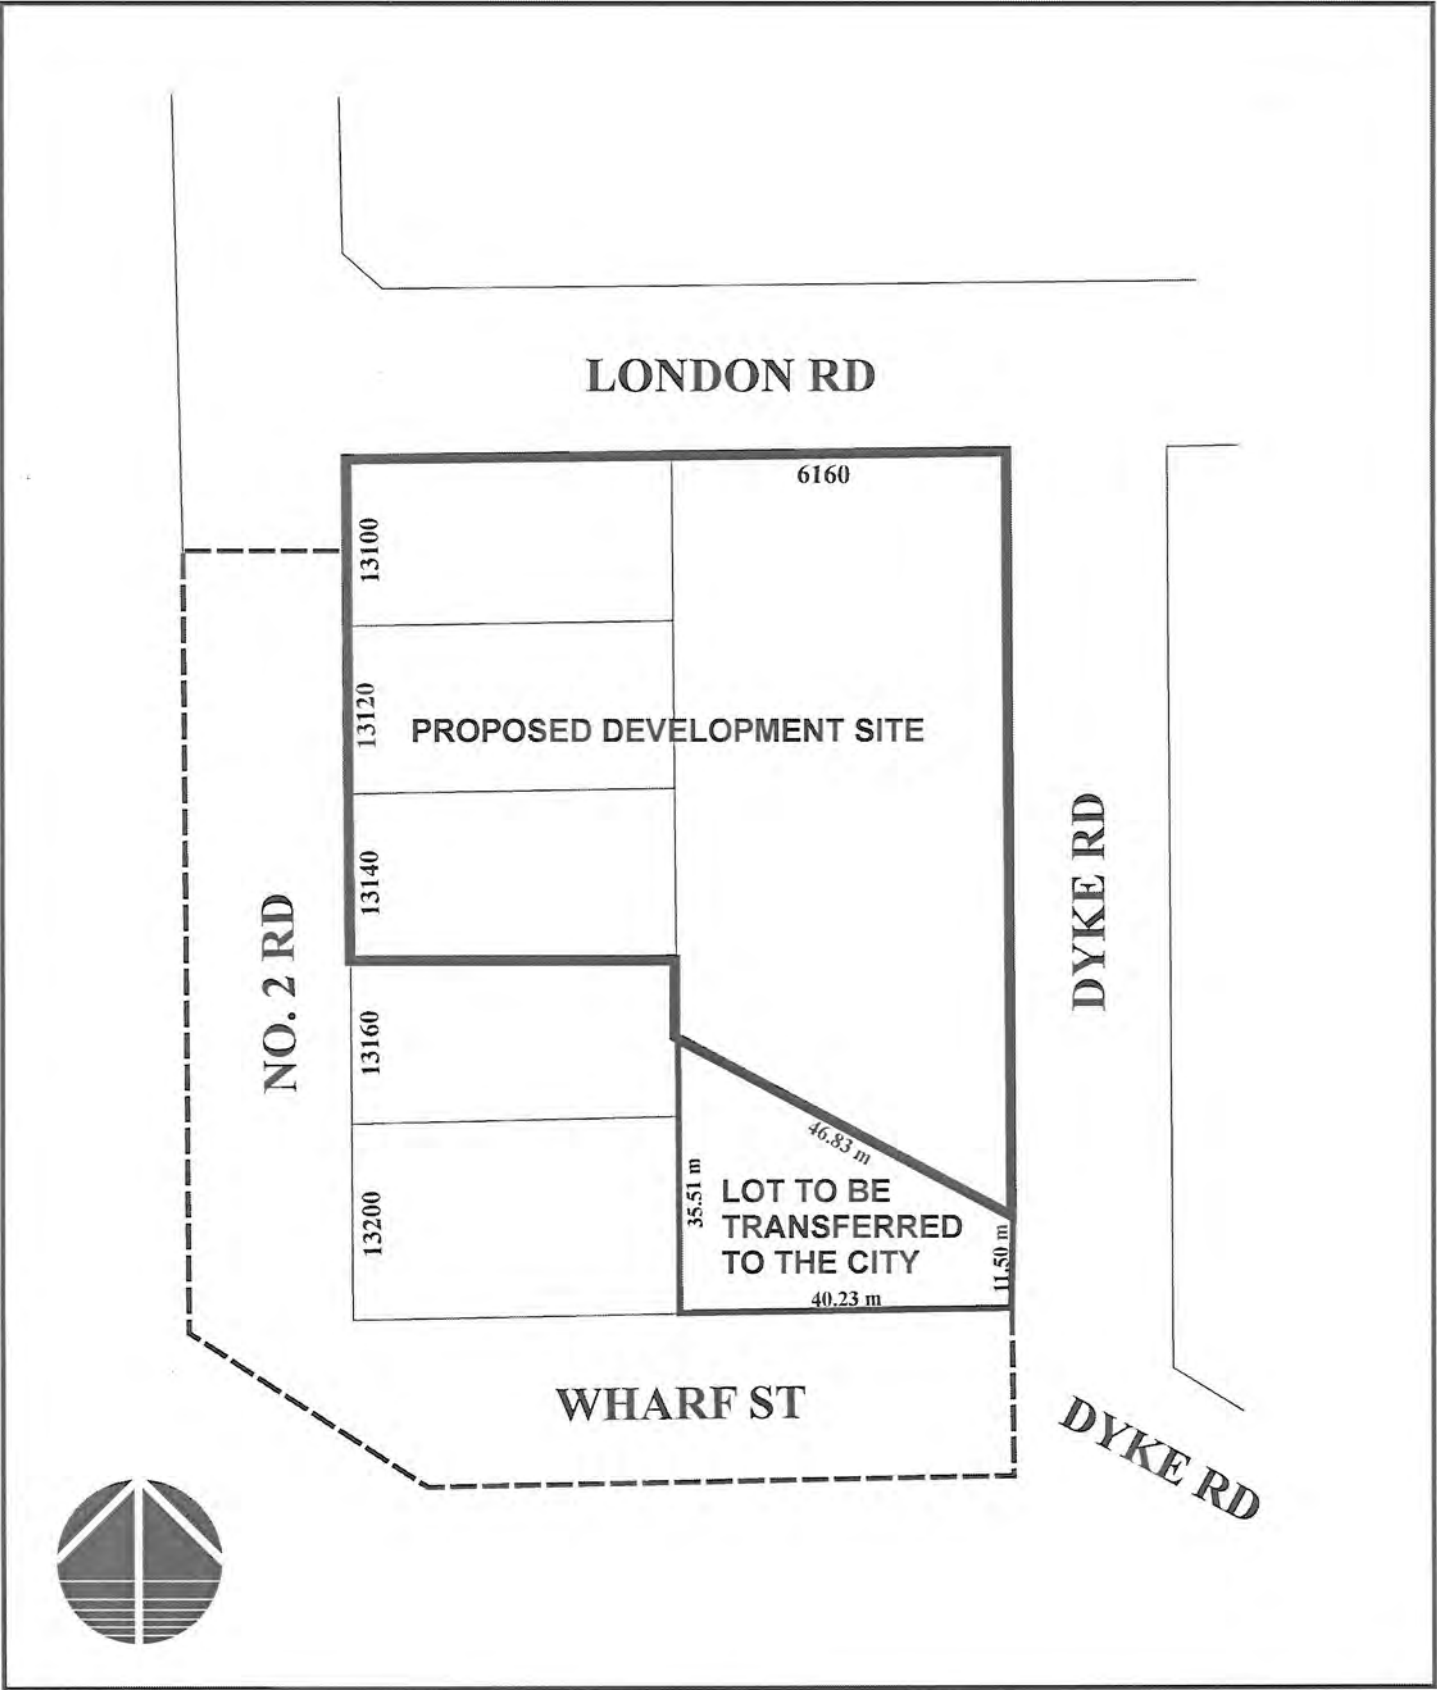 LONDON RD
6160
13100
13120
PROPOSED DEVELOPMENT SITE
13140
NO. 2 RD
DYKE RD
13160
46.83 m
35.51 m
LOT TO BE
TRANSFERRED
TO THE CITY
13200
11.50 m
40.23 m
WHARF ST
DYKE RD